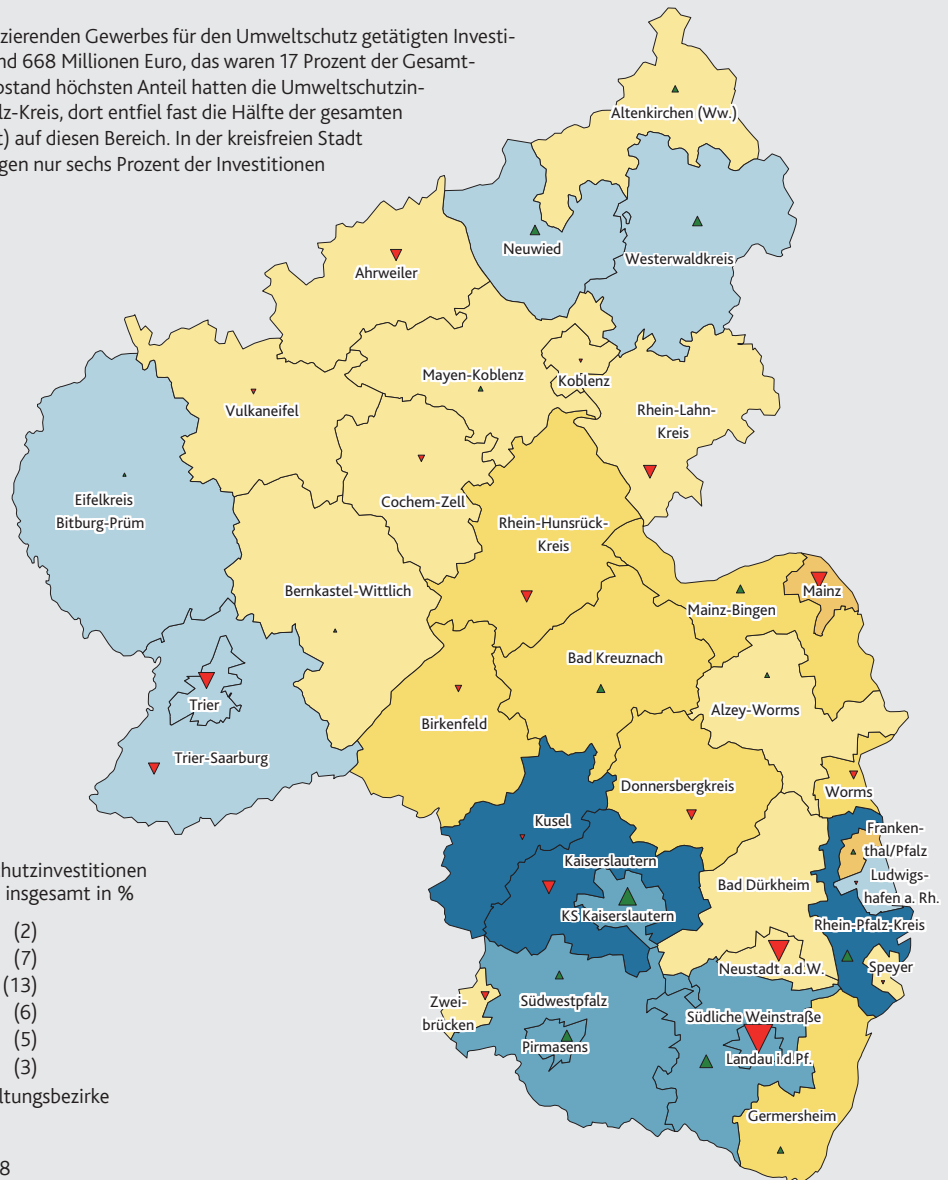 zierenden Gewerbes für den Umweltschutz getätigten Investi-
nd 668 Millionen Euro, das waren 17 Prozent der Gesamt-
ostand höchsten Anteil hatten die Umweltschutzin-
lz-Kreis, dort entfiel fast die Hälfte der gesamten
t) auf diesen Bereich. In der kreisfreien Stadt
gen nur sechs Prozent der Investitionen
Altenkirchen (Ww.)
Neuwied
Westerwaldkreis
Ahrweiler
Mayen-Koblenz
Koblenz
Vulkaneifel
Rhein-Lahn-
Kreis
Cochem-Zell
Eifelkreis
Bitburg-Prüm
Rhein-Hunsrück-
Kreis
Bernkastel-Wittlich
Mainz
Mainz-Bingen
Bad Kreuznach
Trier
Alzey-Worms
Birkenfeld
Trier-Saarburg
Donnersbergkreis
Worms
Kusel
Franken-
thal/Pfalz
Kaiserslautern
Ludwigs-
hafen a. Rh.
Bad Dürkheim
KS Kaiserslautern
Rhein-Pfalz-Kreis
Neustadt a.d.W.
Speyer
Zwei-
brücken
Südwestpfalz
Südliche Weinstraße
Pirmasens
Landau i.d.Pf.
Germersheim
hutzinvestitionen
insgesamt in %
(2)
(7)
(13)
(6)
(5)
(3)
ltungsbezirke
8